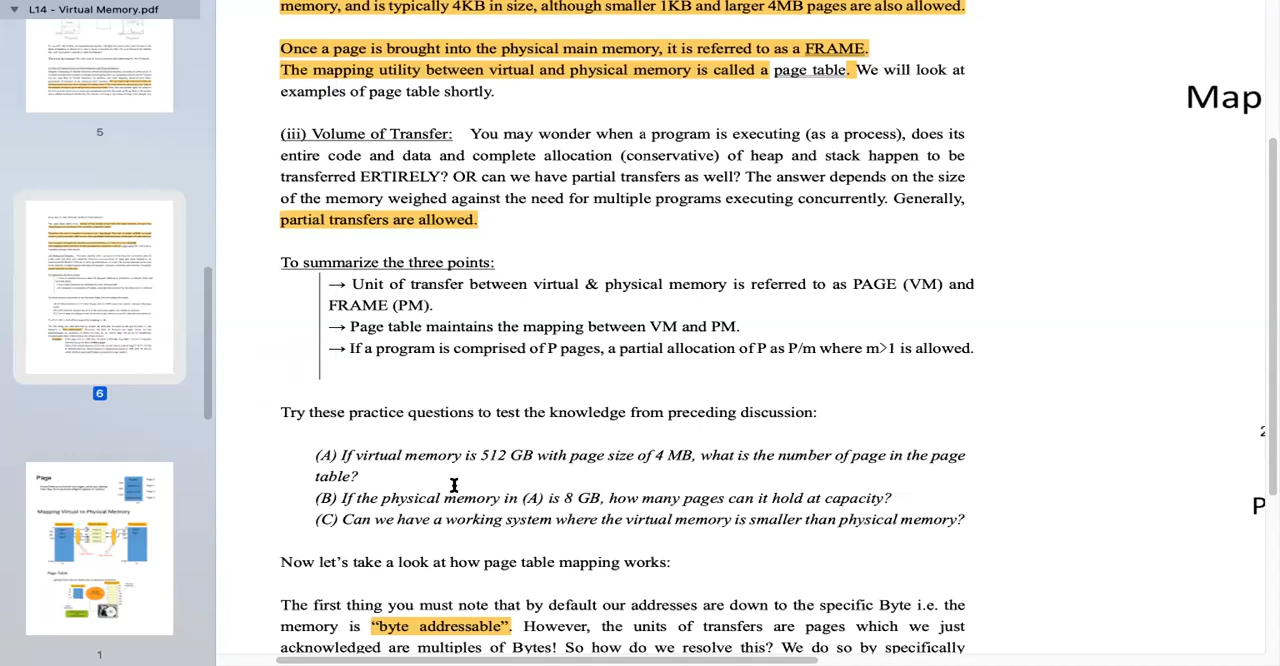 L14 - Virtual Memory.pdf
5
6
Page
Mapping Virtual to Physical Memory
Page Table
1
memory, and is typically 4KB in size, although smaller 1KB and larger 4MB pages are also allowed.
Once a page is brought into the physical main memory, it is referred to as a FRAME.
The mapping utility between virtual and physical memory is called a page table. We will look at
examples of page table shortly.
(iii) Volume of Transfer: You may wonder when a program is executing (as a process), does its
entire code and data and complete allocation (conservative) of heap and stack happen to be
transferred ERTIRELY? OR can we have partial transfers as well? The answer depends on the size
of the memory weighed against the need for multiple programs executing concurrently. Generally,
partial transfers are allowed.
To summarize the three points:
→ Unit of transfer between virtual & physical memory is referred to as PAGE (VM) and
FRAME (PM).
→ Page table maintains the mapping between VM and PM.
→ If a program is comprised of P pages, a partial allocation of P as P/m where m>1 is allowed.
Try these practice questions to test the knowledge from preceding discussion:
(A) If virtual memory is 512 GB with page size of 4 MB, what is the number of page in the page
table?
(B) If the physical memory in (A) is 8 GB, how many pages can it hold at capacity?
(C) Can we have a working system where the virtual memory is smaller than physical memory?
Now let's take a look at how page table mapping works:
The first thing you must note that by default our addresses are down to the specific Byte i.e. the
memory is “byte addressable”. However, the units of transfers are pages which we just
acknowledged are multiples of Bytes! So how do we resolve this? We do so by specifically
Map
2
P